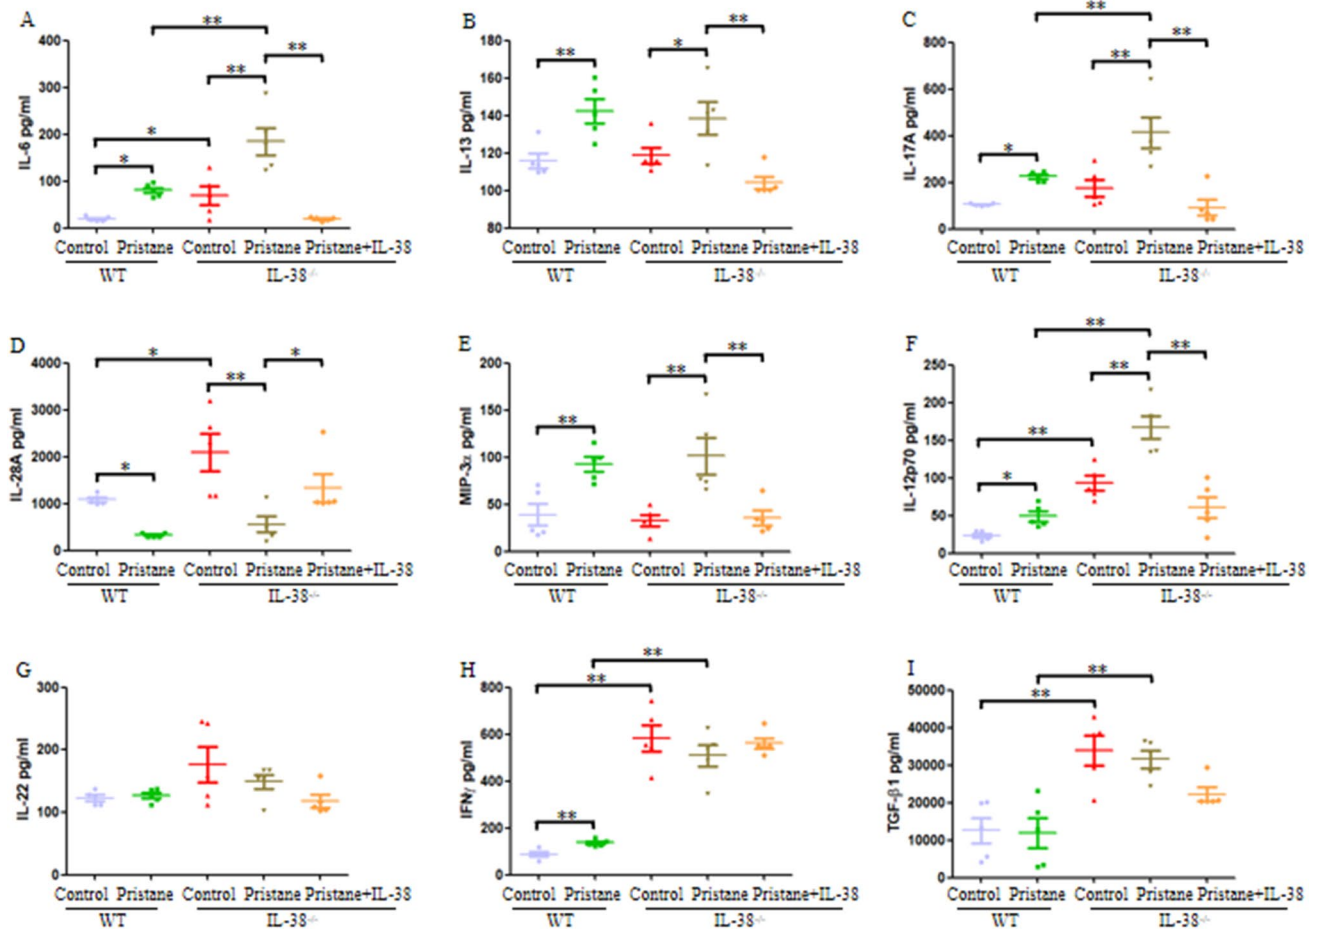 A
**
**
**
*
*
400
300
200
100
0
IL-6 pg/ml
Control Pristane Control Pristane Pristane+IL-38
WT IL-38-/-
B
**
*
**
180
160
140
120
100
80
IL-13 pg/ml
Control Pristane Control Pristane Pristane+IL-38
WT IL-38-/-
C
**
**
**
*
800
600
400
200
0
IL-17A pg/ml
Control Pristane Control Pristane Pristane+IL-38
WT IL-38-/-
D
*
*
**
*
4000
3000
2000
1000
0
IL-28A pg/ml
Control Pristane Control Pristane Pristane+IL-38
WT IL-38-/-
E
**
**
**
200
150
100
50
0
MIP-3α pg/ml
Control Pristane Control Pristane Pristane+IL-38
WT IL-38-/-
F
**
**
**
**
*
250
200
150
100
50
0
IL-12p70 pg/ml
Control Pristane Control Pristane Pristane+IL-38
WT IL-38-/-
G
300
200
100
0
IL-22 pg/ml
Control Pristane Control Pristane Pristane+IL-38
WT IL-38-/-
H
**
**
**
800
600
400
200
0
IFNγ pg/ml
Control Pristane Control Pristane Pristane+IL-38
WT IL-38-/-
I
**
**
50000
40000
30000
20000
10000
0
TGF-β1 pg/ml
Control Pristane Control Pristane Pristane+IL-38
WT IL-38-/-